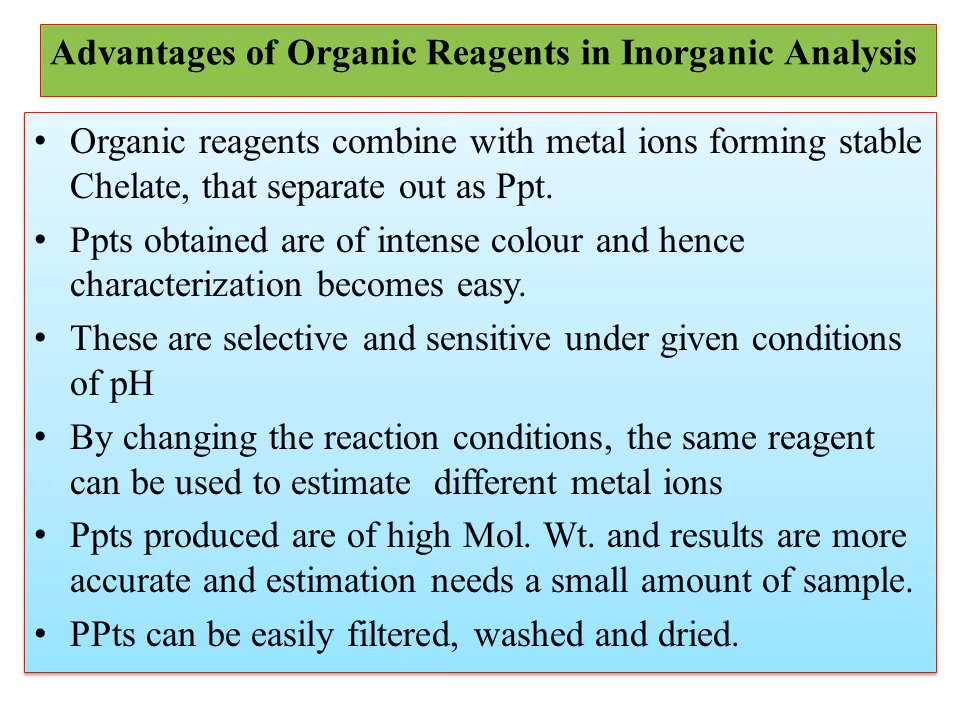 Advantages of Organic Reagents in Inorganic Analysis
• Organic reagents combine with metal ions forming stable
Chelate, that separate out as Ppt.
• Ppts obtained are of intense colour and hence
characterization becomes easy.
• These are selective and sensitive under given conditions
of pH
• By changing the reaction conditions, the same reagent
can be used to estimate  different metal ions
• Ppts produced are of high Mol. Wt. and results are more
accurate and estimation needs a small amount of sample.
• PPts can be easily filtered, washed and dried.